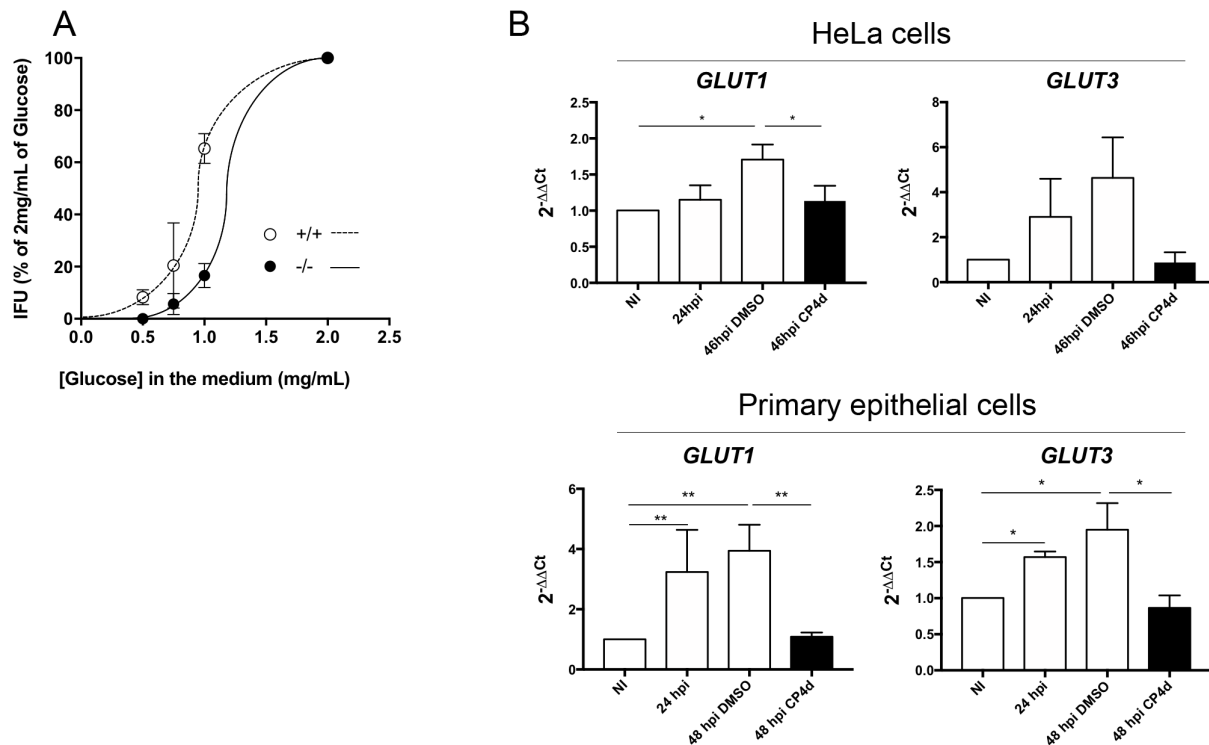 A
IFU (% of 2mg/mL of Glucose)
100
80
60
40
20
0
+/+
-/-
0.0 0.5 1.0 1.5 2.0 2.5
[Glucose] in the medium (mg/mL)
B
HeLa cells
GLUT1
2-ΔΔCt
2.5
2.0
1.5
1.0
0.5
0.0
* *
NI 24hpi 46hpi DMSO 46hpi CP4d
GLUT3
2-ΔΔCt
8
6
4
2
0
NI 24hpi 46hpi DMSO 46hpi CP4d
Primary epithelial cells
GLUT1
2-ΔΔCt
6
4
2
0
** **
**
NI 24 hpi 48 hpi DMSO 48 hpi CP4d
GLUT3
2-ΔΔCt
2.5
2.0
1.5
1.0
0.5
0.0
* *
*
NI 24 hpi 48 hpi DMSO 48 hpi CP4d